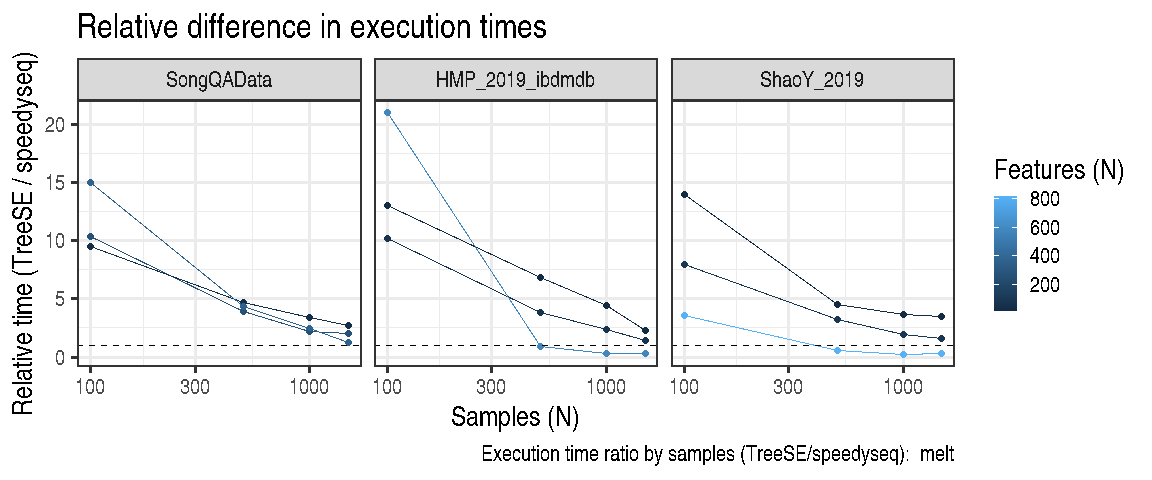 Relative difference in execution times
SongQAData
HMP_2019_ibdmdb
ShaoY_2019
Relative time (TreeSE / speedyseq)
20
15
10
5
0
100 300 1000
100 300 1000
100 300 1000
Samples (N)
Features (N)
800
600
400
200
Execution time ratio by samples (TreeSE/speedyseq): melt